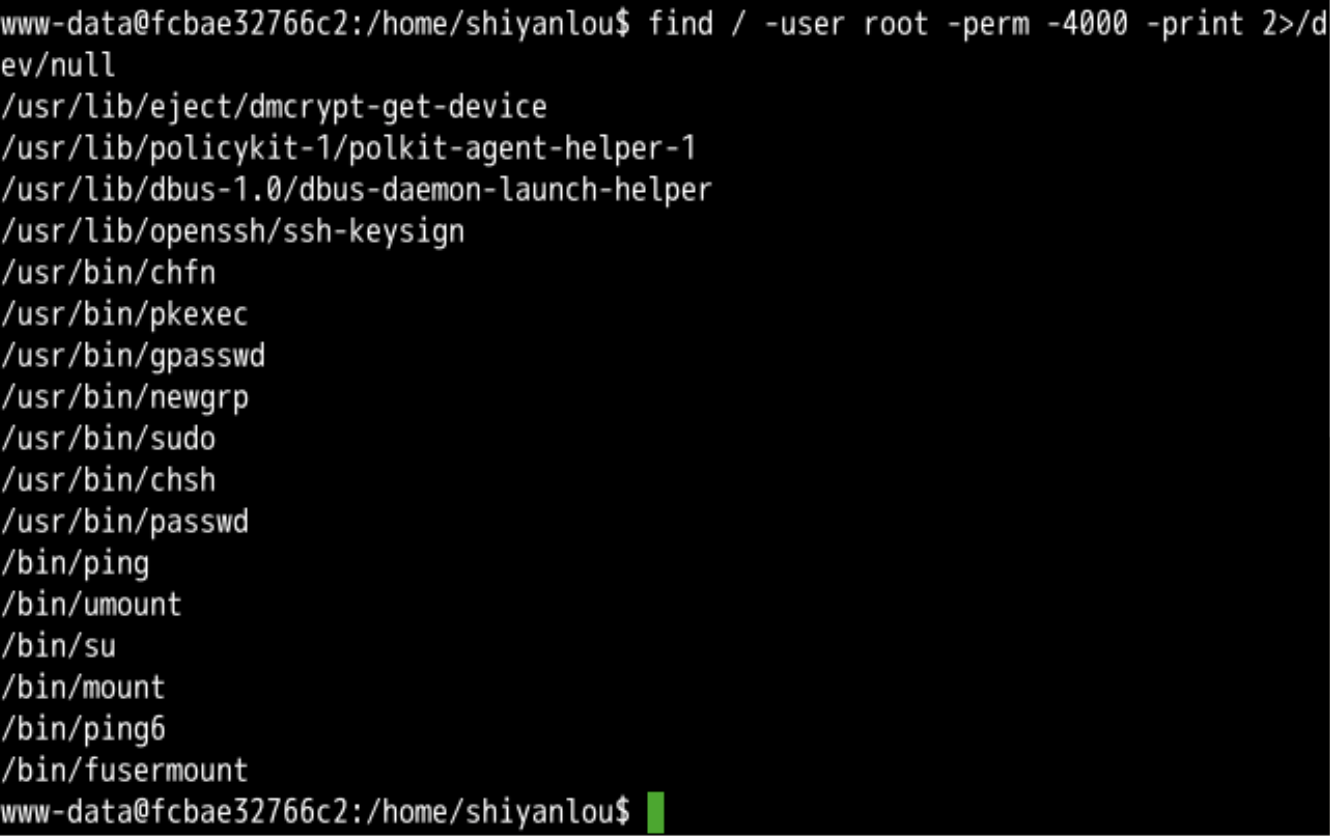 www-data@fcbae32766c2:/home/shiyanlou$ find / -user root -perm -4000 -print 2>/d
ev/null
/usr/lib/eject/dmcrypt-get-device
/usr/lib/policykit-1/polkit-agent-helper-1
/usr/lib/dbus-1.0/dbus-daemon-launch-helper
/usr/lib/openssh/ssh-keysign
/usr/bin/chfn
/usr/bin/pkexec
/usr/bin/gpasswd
/usr/bin/newgrp
/usr/bin/sudo
/usr/bin/chsh
/usr/bin/passwd
/bin/ping
/bin/umount
/bin/su
/bin/mount
/bin/ping6
/bin/fusermount
www-data@fcbae32766c2:/home/shiyanlou$